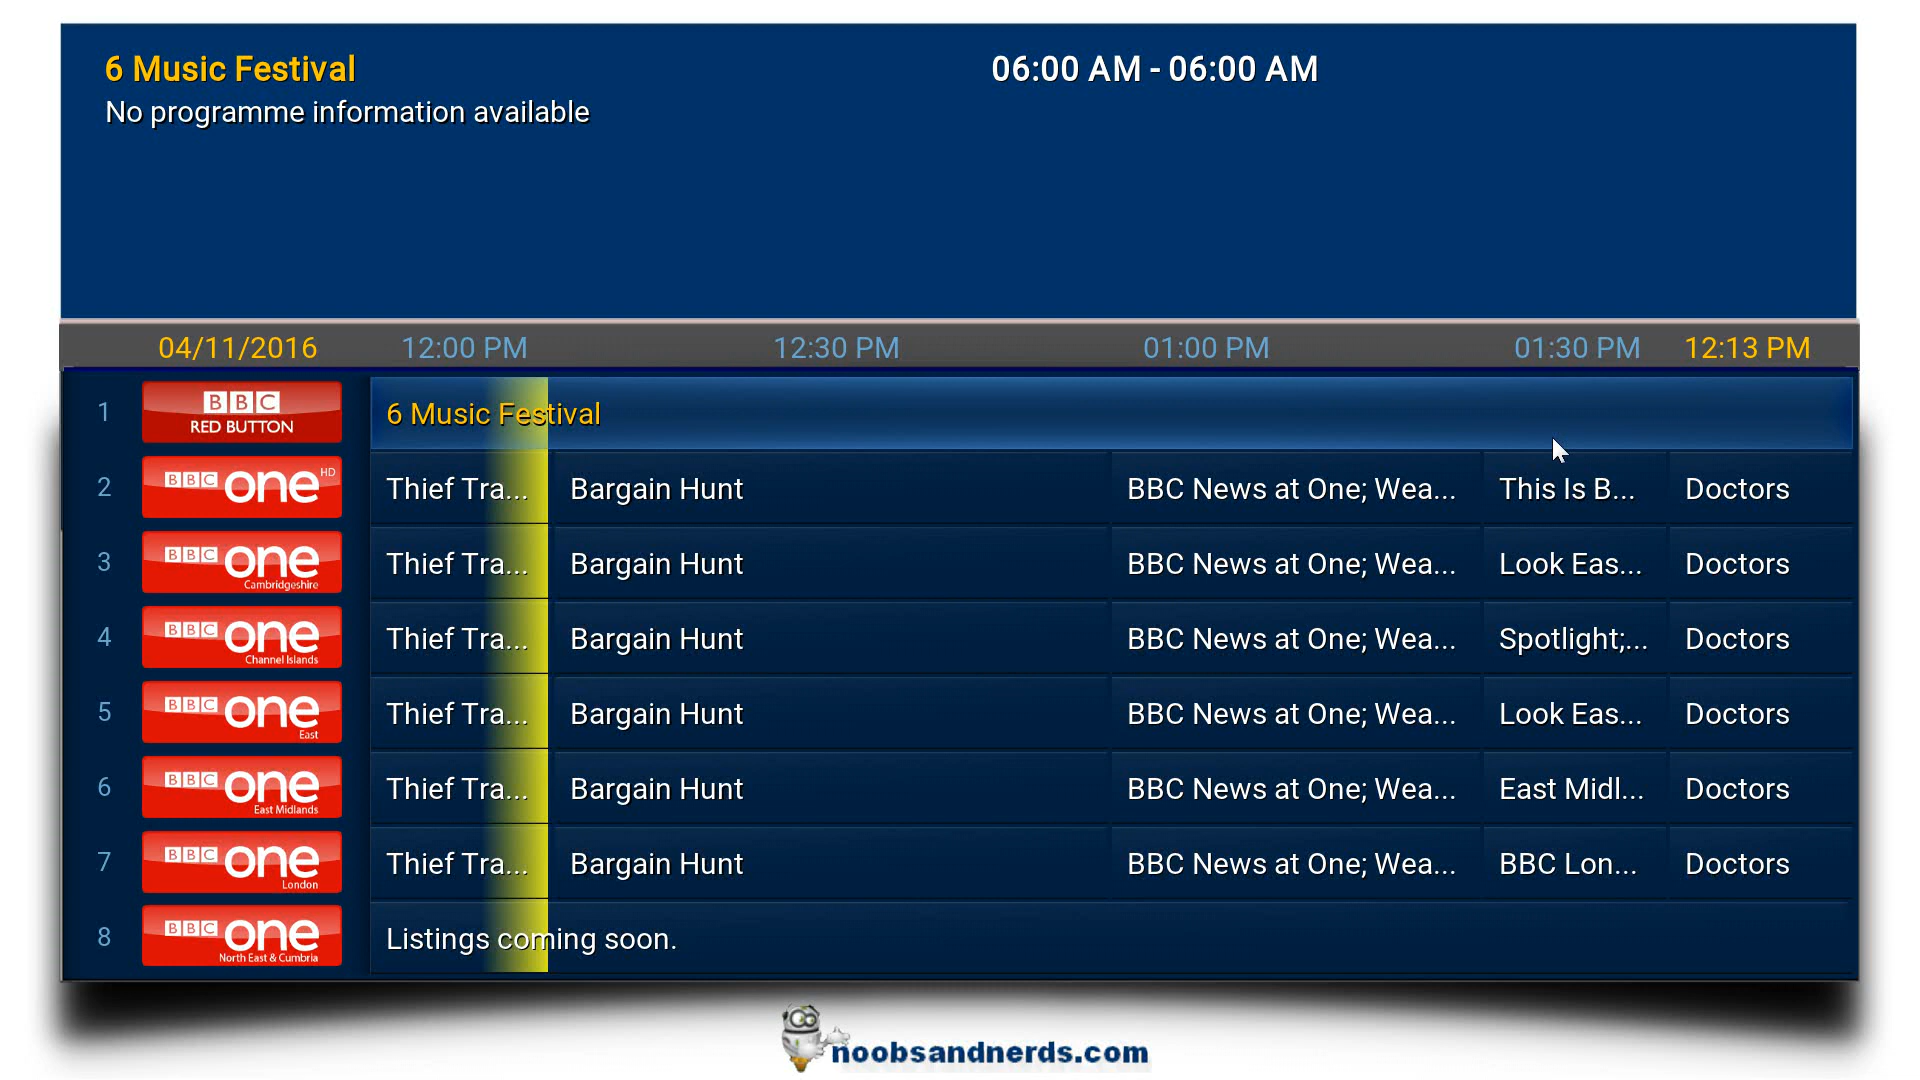 6 Music Festival 06:00 AM - 06:00 AM
No programme information available
04/11/2016 12:00 PM 12:30 PM 01:00 PM 01:30 PM 12:13 PM
1 BBC RED BUTTON 6 Music Festival
2 BBC one HD Thief Tra... Bargain Hunt BBC News at One; Wea... This Is B... Doctors
3 BBC one Cambridgeshire Thief Tra... Bargain Hunt BBC News at One; Wea... Look Eas... Doctors
4 BBC one Channel Islands Thief Tra... Bargain Hunt BBC News at One; Wea... Spotlight;... Doctors
5 BBC one East Thief Tra... Bargain Hunt BBC News at One; Wea... Look Eas... Doctors
6 BBC one East Midlands Thief Tra... Bargain Hunt BBC News at One; Wea... East Midl... Doctors
7 BBC one London Thief Tra... Bargain Hunt BBC News at One; Wea... BBC Lon... Doctors
8 BBC one North East & Cumbria Listings coming soon.
noobsandnerds.com